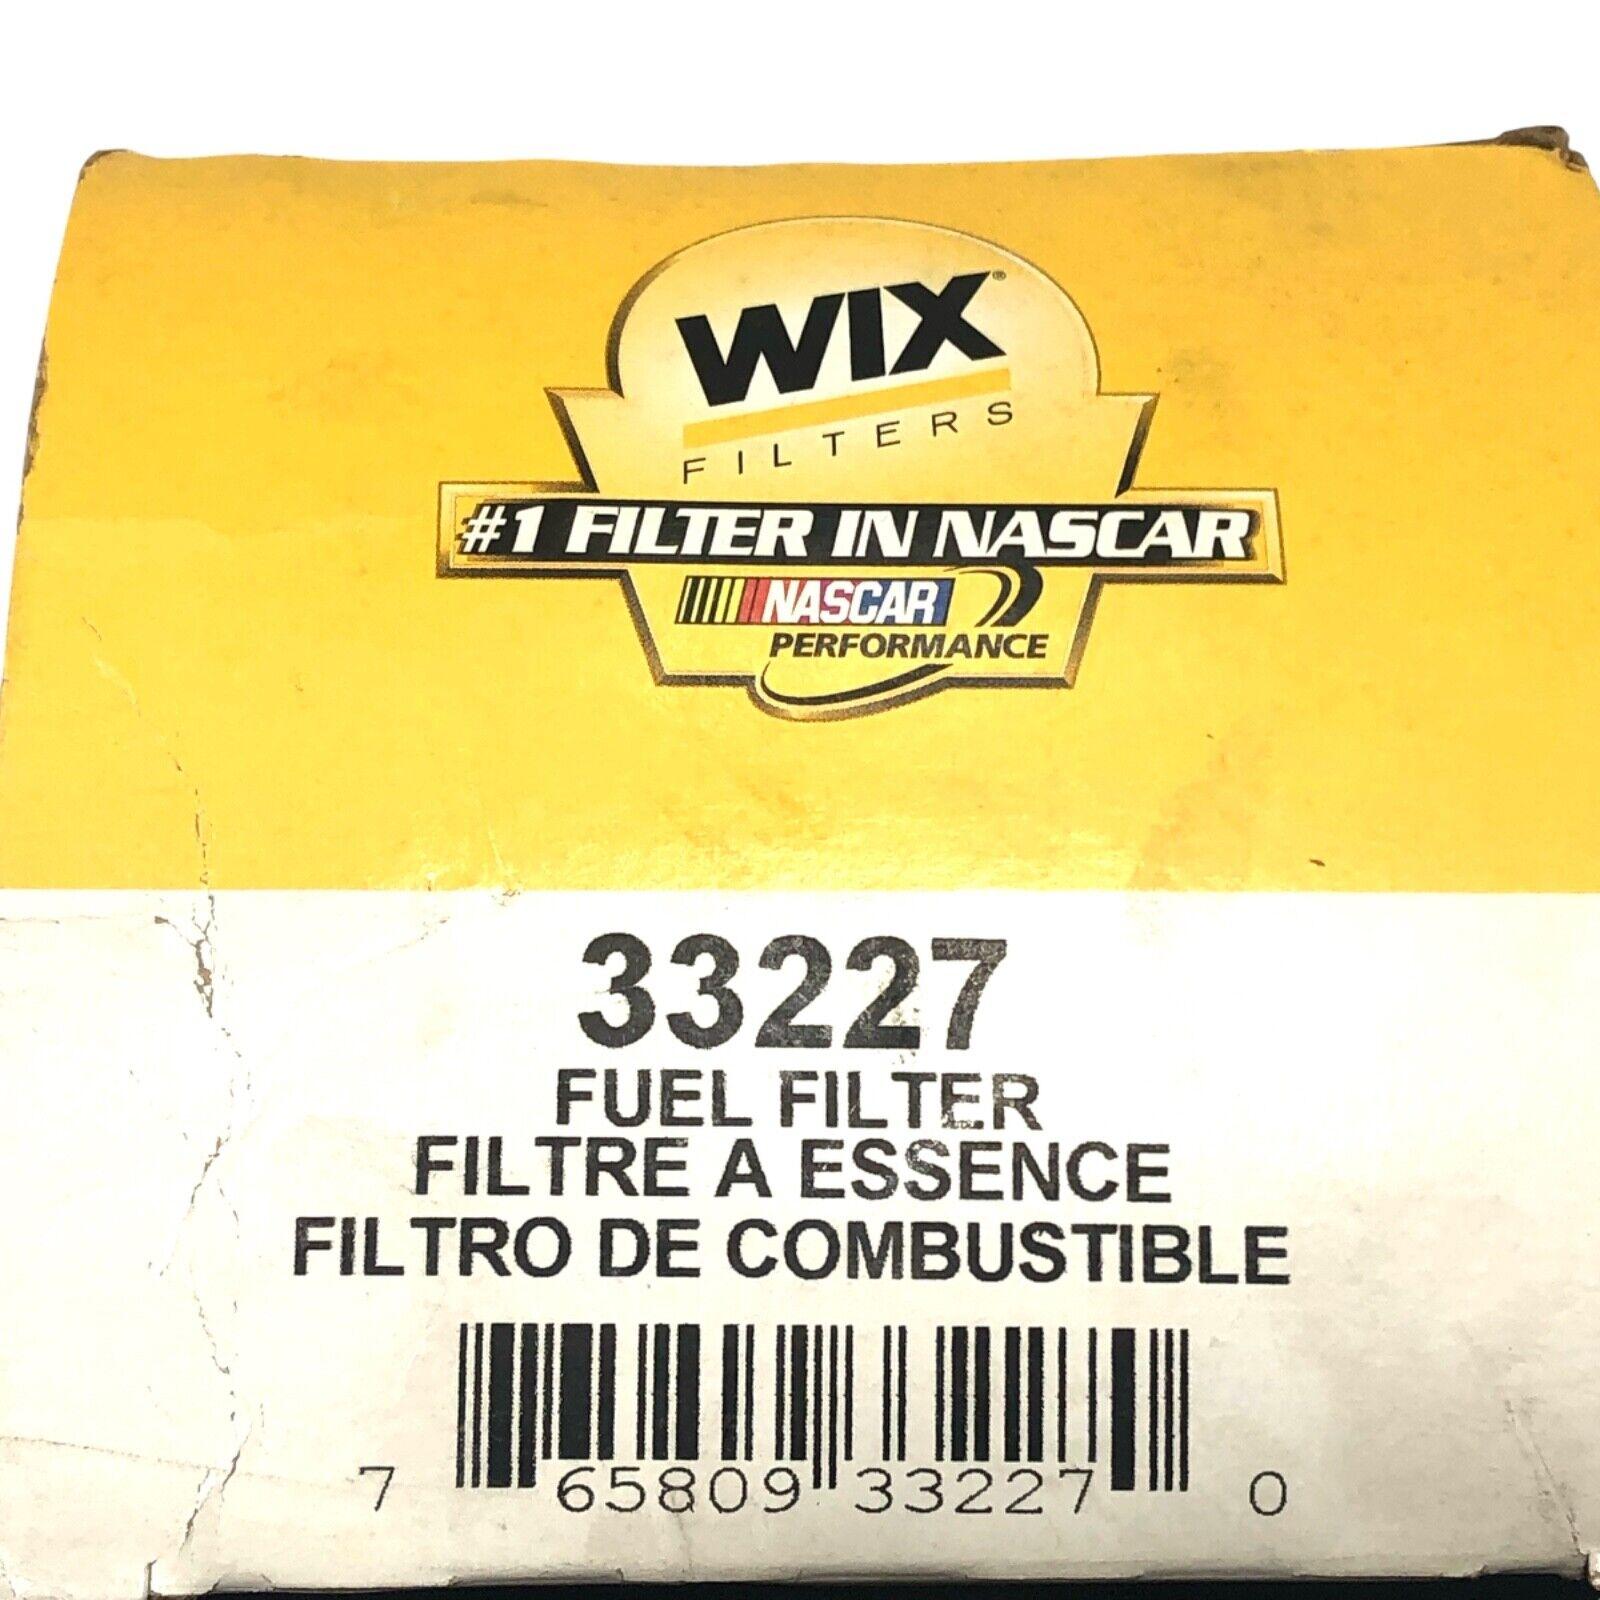 WIX®
FILTERS
#1 FILTER IN NASCAR
NASCAR
PERFORMANCE
33227
FUEL FILTER
FILTRE A ESSENCE
FILTRO DE COMBUSTIBLE
7 65809 33227 0